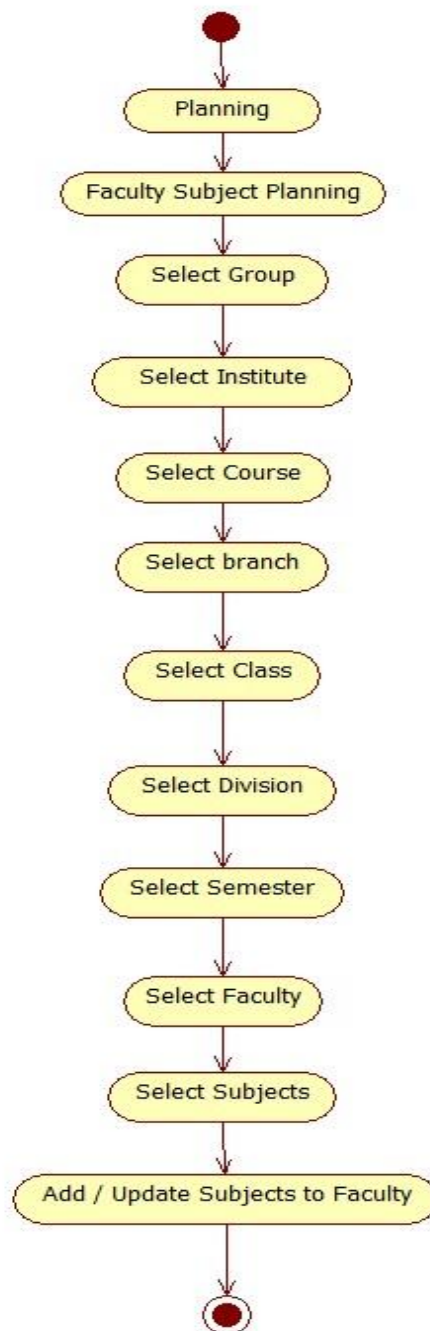 Planning
Faculty Subject Planning
Select Group
Select Institute
Select Course
Select branch
Select Class
Select Division
Select Semester
Select Faculty
Select Subjects
Add / Update Subjects to Faculty